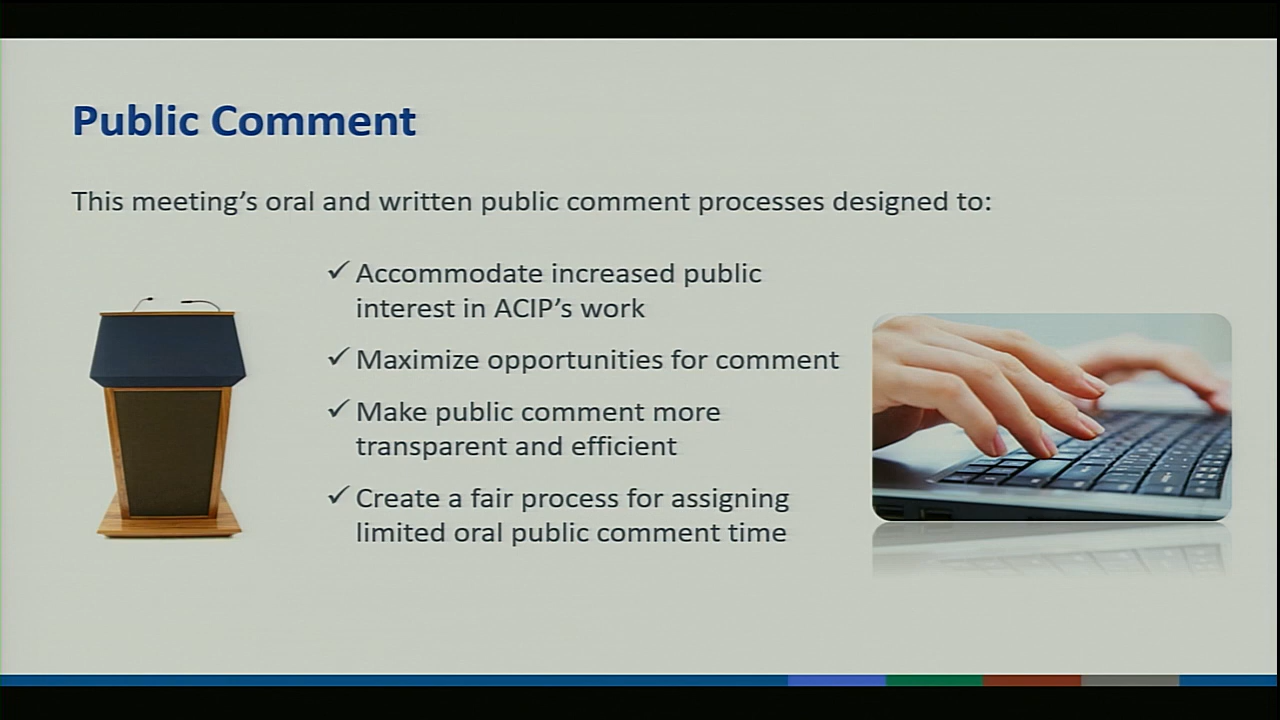 Public Comment
This meeting’s oral and written public comment processes designed to:
✓ Accommodate increased public
interest in ACIP’s work
✓ Maximize opportunities for comment
✓ Make public comment more
transparent and efficient
✓ Create a fair process for assigning
limited oral public comment time